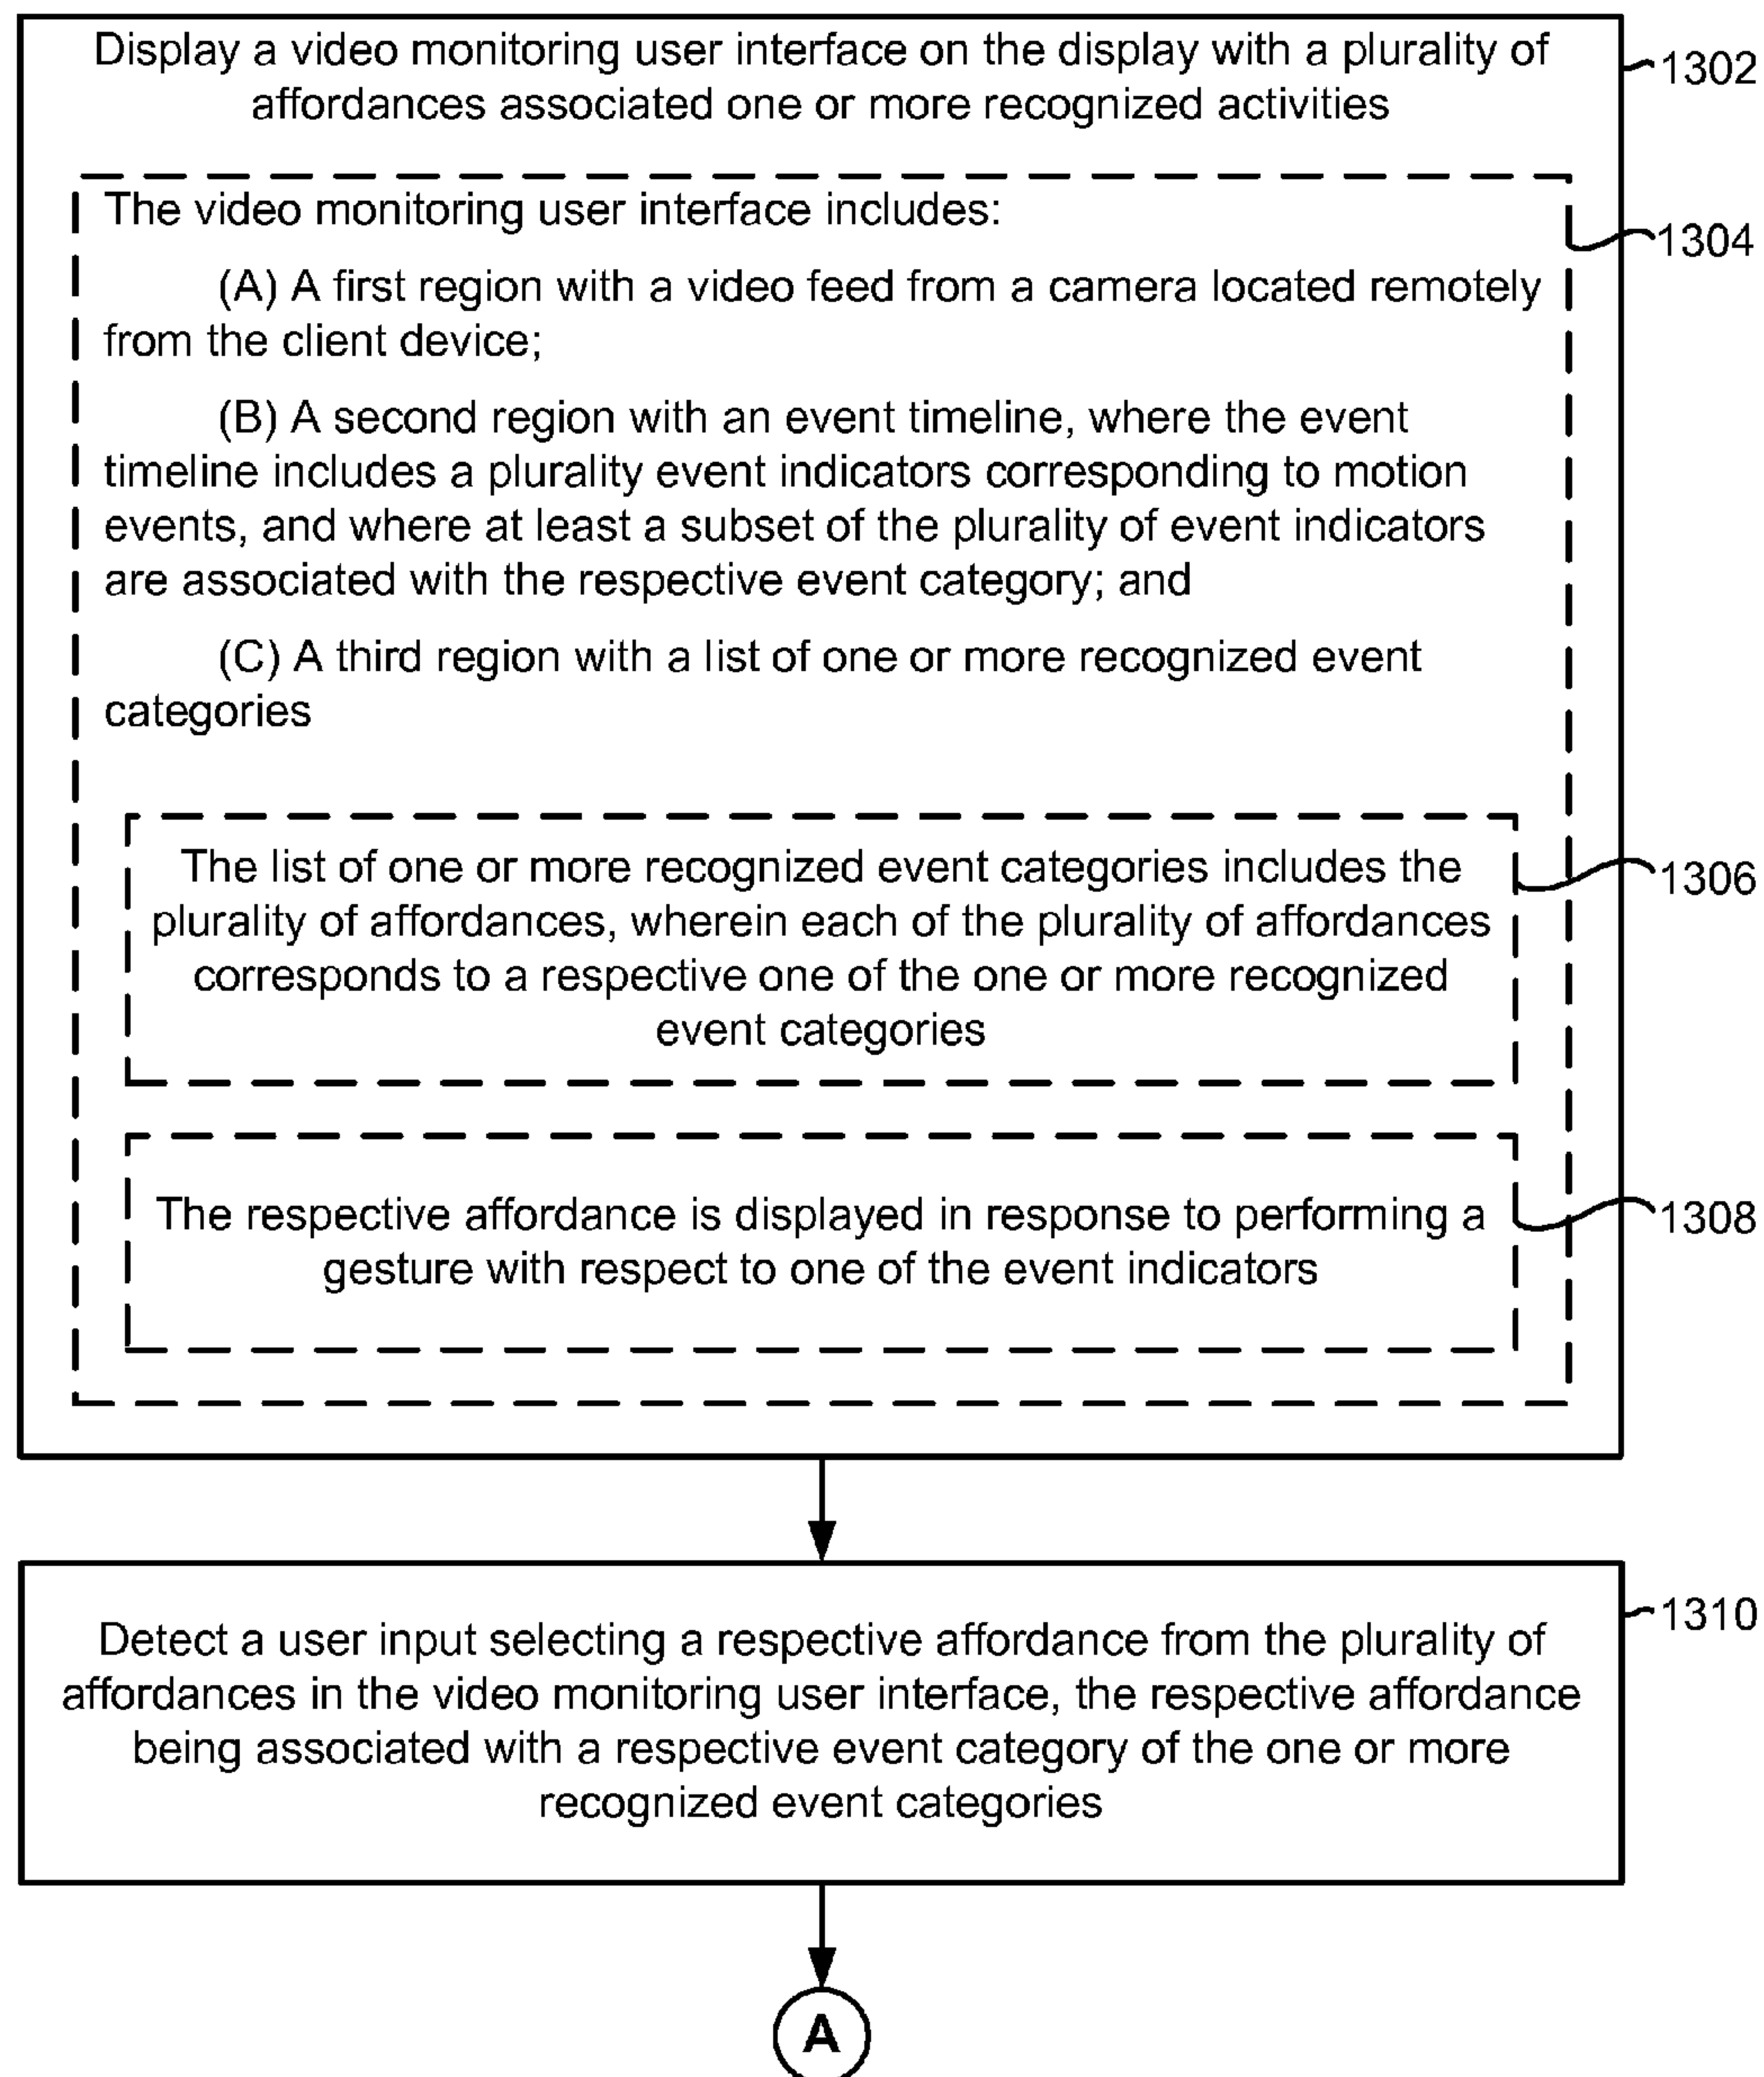 Display a video monitoring user interface on the display with a plurality of
affordances associated one or more recognized activities
1302
The video monitoring user interface includes:
1304
(A) A first region with a video feed from a camera located remotely
from the client device;
(B) A second region with an event timeline, where the event
timeline includes a plurality event indicators corresponding to motion
events, and where at least a subset of the plurality of event indicators
are associated with the respective event category; and
(C) A third region with a list of one or more recognized event
categories
The list of one or more recognized event categories includes the
plurality of affordances, wherein each of the plurality of affordances
corresponds to a respective one of the one or more recognized
event categories
1306
The respective affordance is displayed in response to performing a
gesture with respect to one of the event indicators
1308
Detect a user input selecting a respective affordance from the plurality of
affordances in the video monitoring user interface, the respective affordance
being associated with a respective event category of the one or more
recognized event categories
1310
A